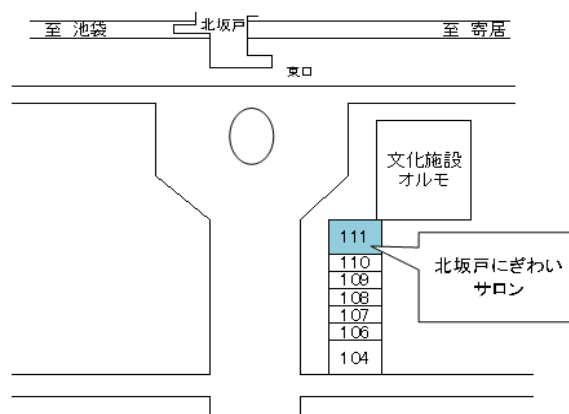 至 池袋
北坂戸
至 寄居
東口
文化施設
オルモ
111
110
109
108
107
106
104
北坂戸にぎわい
サロン